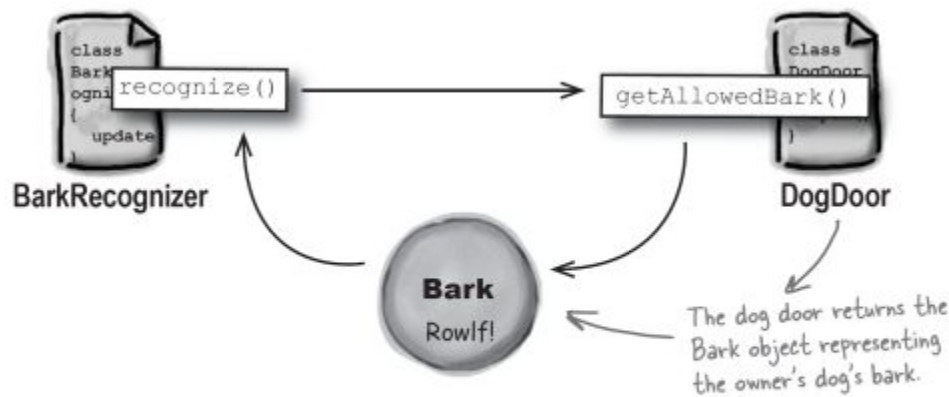 class
Bark
ogni
{
update
}
recognize()
BarkRecognizer
class
DogDoor
}
getAllowedBark()
DogDoor
Bark
Rowlf!
The dog door returns the
Bark object representing
the owner's dog's bark.